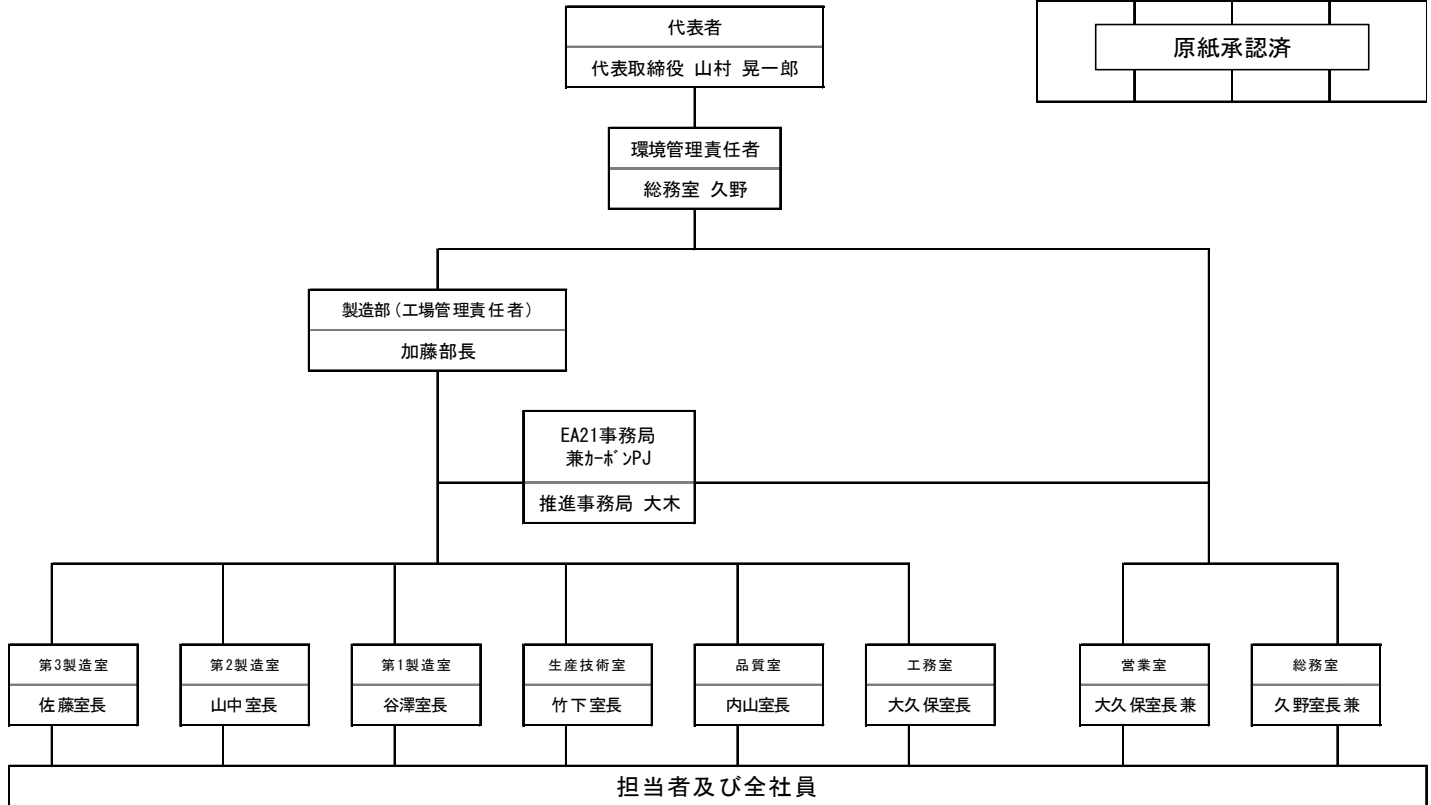 代表者
代表取締役 山村 晃一郎
原紙承認済
環境管理責任者
総務室 久野
製造部(工場管理責任者)
加藤部長
EA21事務局
兼ｶｰﾎﾞﾝPJ
推進事務局 大木
第3製造室
佐藤室長
第2製造室
山中室長
第1製造室
谷澤室長
生産技術室
竹下室長
品質室
内山室長
工務室
大久保室長
営業室
大久保室長兼
総務室
久野室長兼
担当者及び全社員